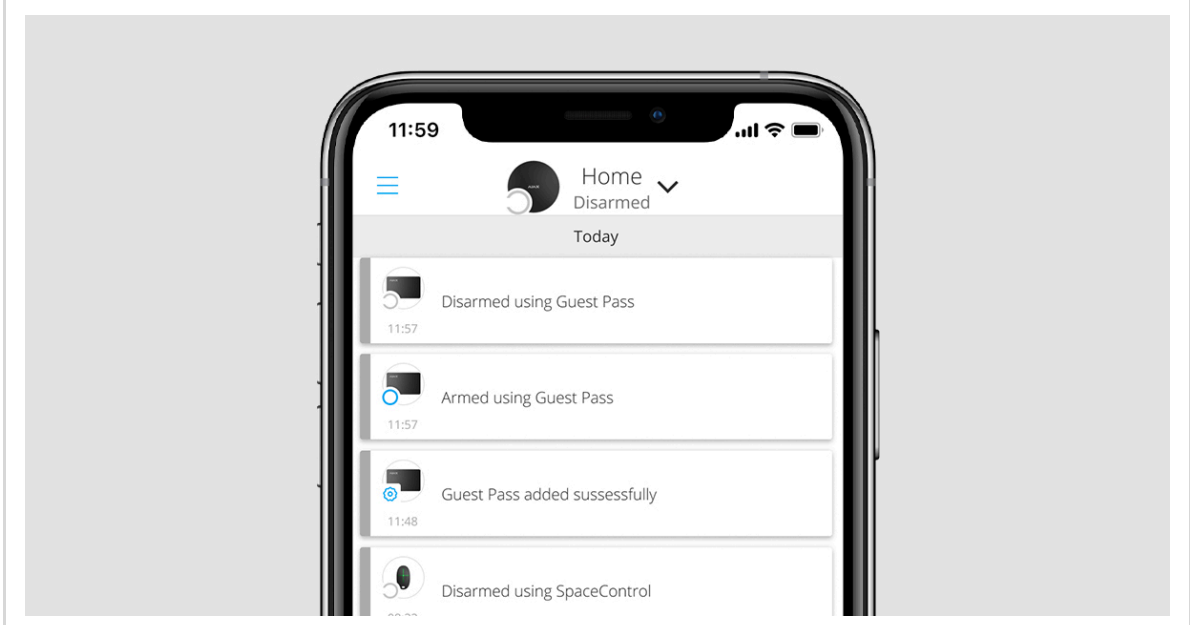 11:59
Home
Disarmed
Today
Disarmed using Guest Pass
11:57
Armed using Guest Pass
11:57
Guest Pass added sussessfully
11:48
Disarmed using SpaceControl